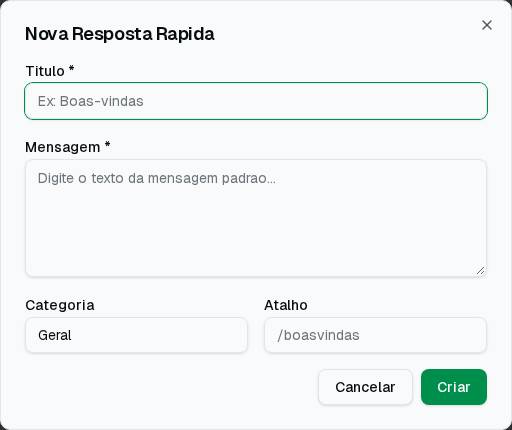 Nova Resposta Rapida
Titulo *
Ex: Boas-vindas
Mensagem *
Digite o texto da mensagem padrao...
Categoria
Atalho
Geral
/boasvindas
Cancelar
Criar